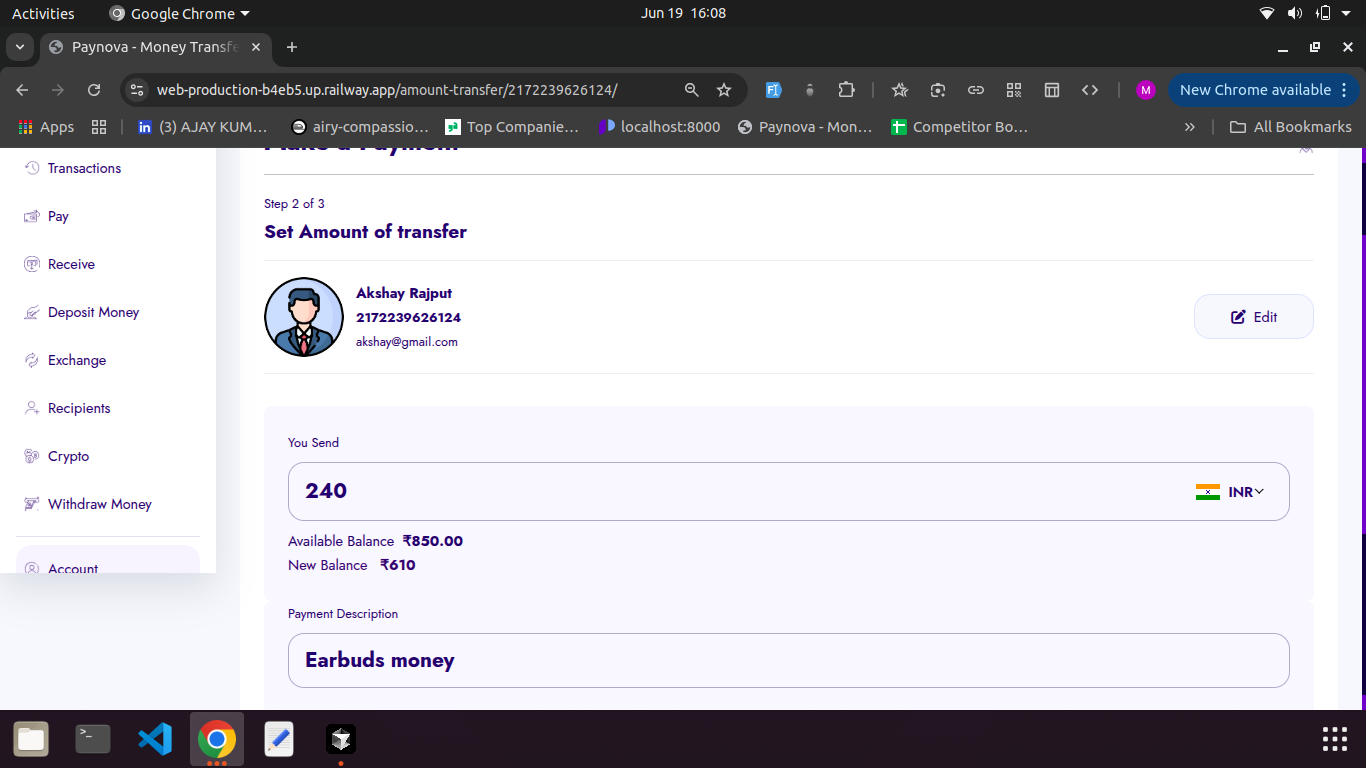 Activities
Google Chrome
Jun 19 16:08
Paynova - Money Transfe
web-production-b4eb5.up.railway.app/amount-transfer/2172239626124/
M
New Chrome available
Apps
(3) AJAY KUM...
airy-compassio...
Top Companie...
localhost:8000
Paynova - Mon...
Competitor Bo...
»
All Bookmarks
Make a Payment
Transactions
Pay
Receive
Deposit Money
Exchange
Recipients
Crypto
Withdraw Money
Account
Step 2 of 3
Set Amount of transfer
Akshay Rajput
2172239626124
akshay@gmail.com
Edit
You Send
240
INR
Available Balance ₹850.00
New Balance ₹610
Payment Description
Earbuds money